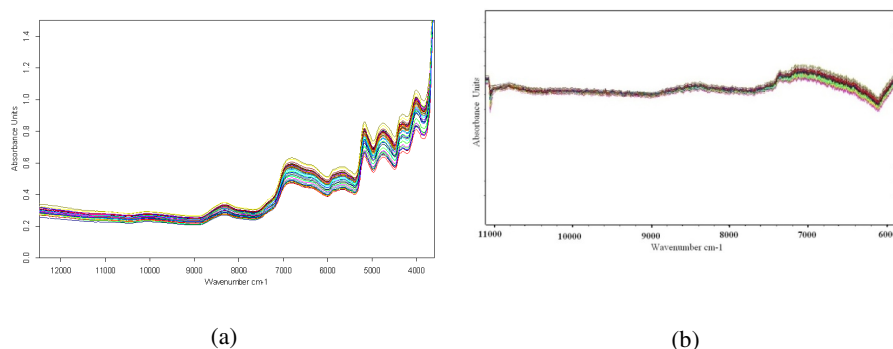 1.4
1.2
1.0
0.8
0.6
0.4
0.2
0.0
Absorbance Units
12000 11000 10000 9000 8000 7000 6000 5000 4000
Wavenumber cm-1
(a)
Absorbance Units
11000 10000 9000 8000 7000 600
Wavenumber cm-1
(b)